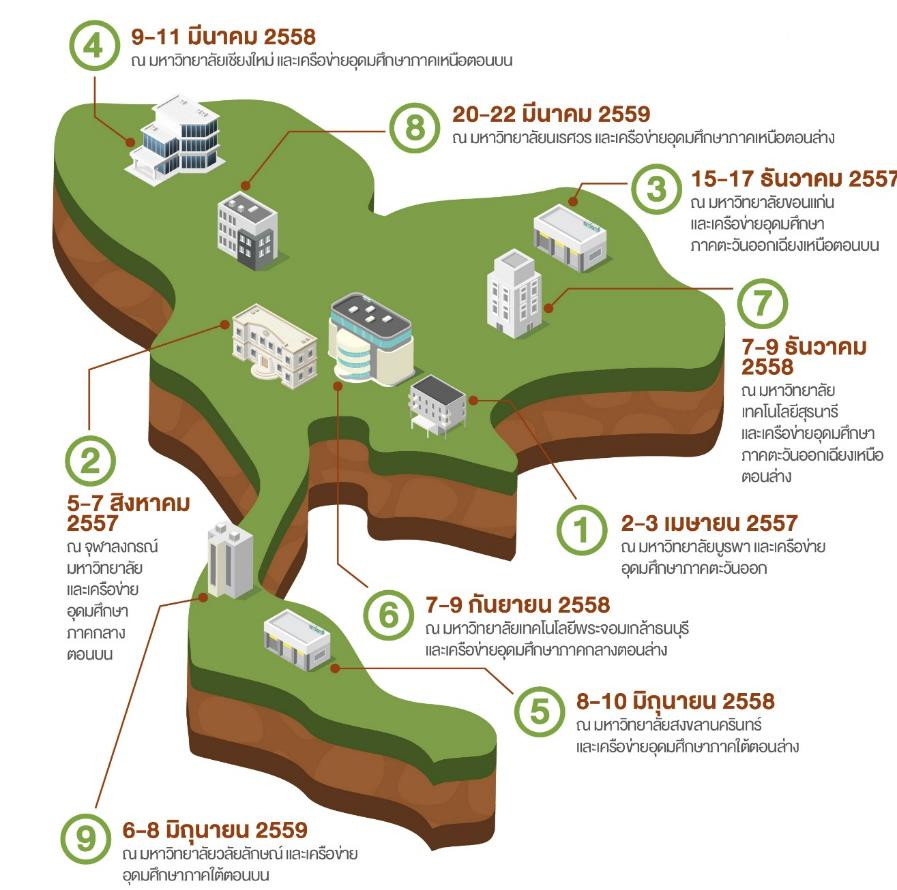 4
9-11 มีนาคม 2558
ณ มหาวิทยาลัยเชียงใหม่ และเครือข่ายอุดมศึกษาภาคเหนือตอนบน
8
20-22 มีนาคม 2559
ณ มหาวิทยาลัยนเรศวร และเครือข่ายอุดมศึกษาภาคเหนือตอนล่าง
3
15-17 ธันวาคม 2557
ณ มหาวิทยาลัยขอนแก่น
และเครือข่ายอุดมศึกษา
ภาคตะวันออกเฉียงเหนือตอนบน
7
7-9 ธันวาคม
2558
ณ มหาวิทยาลัย
เทคโนโลยีสุรนารี
และเครือข่ายอุดมศึกษา
ภาคตะวันออกเฉียงเหนือ
ตอนล่าง
2
5-7 สิงหาคม
2557
ณ จุฬาลงกรณ์
มหาวิทยาลัย
และเครือข่าย
อุดมศึกษา
ภาคกลาง
ตอนบน
1
2-3 เมษายน 2557
ณ มหาวิทยาลัยบูรพา และเครือข่าย
อุดมศึกษาภาคตะวันออก
6
7-9 กันยายน 2558
ณ มหาวิทยาลัยเทคโนโลยีพระจอมเกล้าธนบุรี
และเครือข่ายอุดมศึกษาภาคกลางตอนล่าง
5
8-10 มิถุนายน 2558
ณ มหาวิทยาลัยสงขลานครินทร์
และเครือข่ายอุดมศึกษาภาคใต้ตอนล่าง
9
6-8 มิถุนายน 2559
ณ มหาวิทยาลัยวลัยลักษณ์ และเครือข่าย
อุดมศึกษาภาคใต้ตอนบน